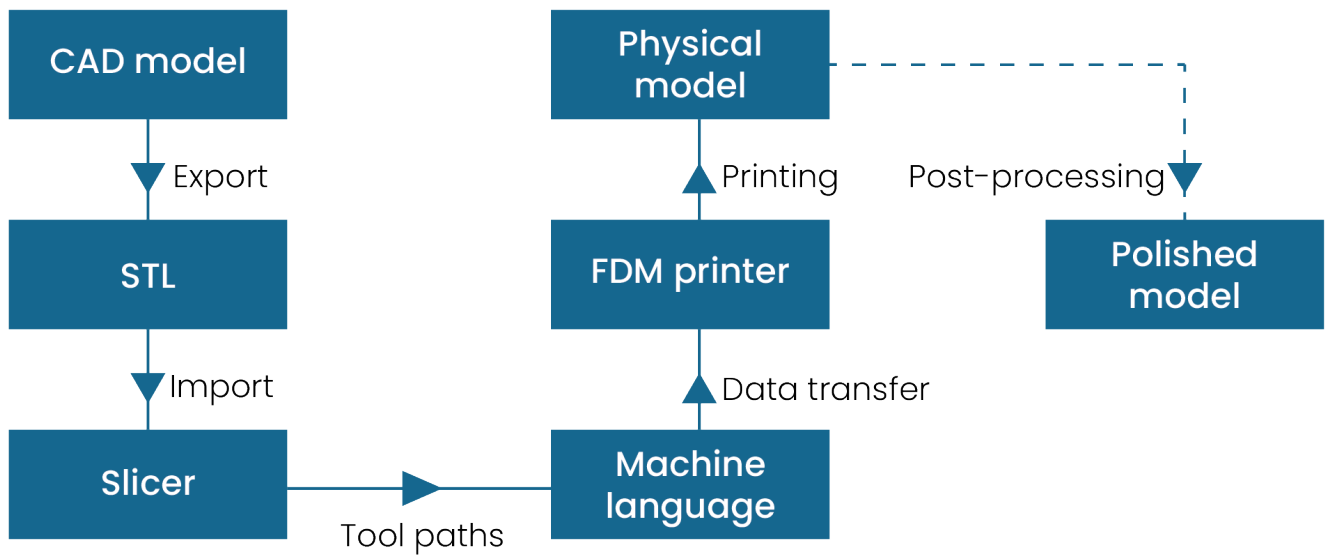 CAD model
Export
STL
Import
Slicer
Tool paths
Machine
language
Data transfer
FDM printer
Printing
Physical
model
Post-processing
Polished
model